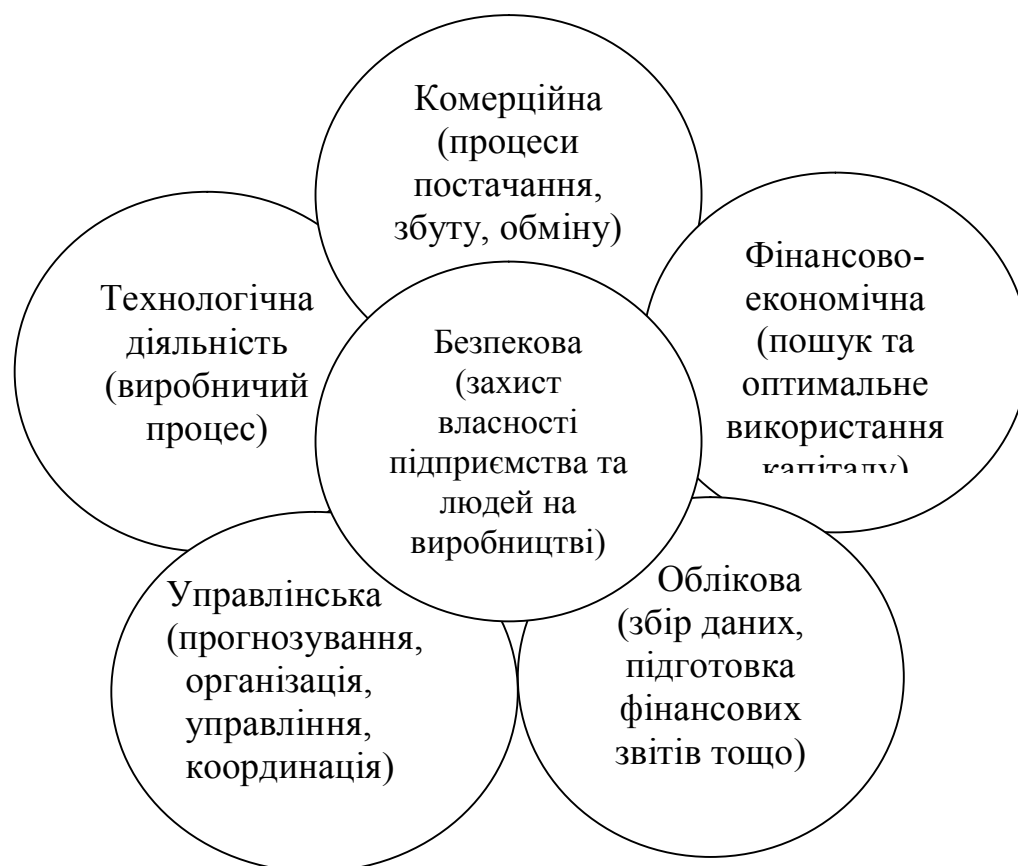 Комерційна
(процеси
постачання,
збуту, обміну)
Технологічна
діяльність
(виробничий
процес)
Фінансово-
економічна
(пошук та
оптимальне
використання
капіталу)
Безпекова
(захист
власності
підприємства та
людей на
виробництві)
Управлінська
(прогнозування,
організація,
управління,
координація)
Облікова
(збір даних,
підготовка
фінансових
звітів тощо)